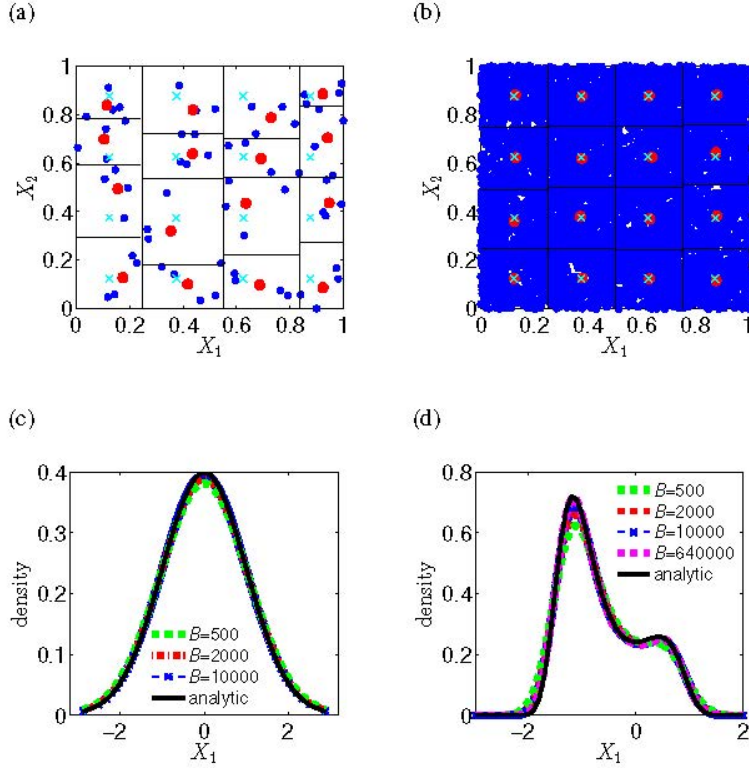 (a)
(b)
1
0.8
0.6
0.4
0.2
0
X₂
0 0.2 0.4 0.6 0.8 1
X₁
1
0.8
0.6
0.4
0.2
0
X₂
0 0.2 0.4 0.6 0.8 1
X₁
(c)
(d)
0.4
0.3
0.2
0.1
0
density
B=500
B=2000
B=10000
analytic
−2 0 2
X₁
0.8
0.6
0.4
0.2
0
density
B=500
B=2000
B=10000
B=640000
analytic
−2 0 2
X₁